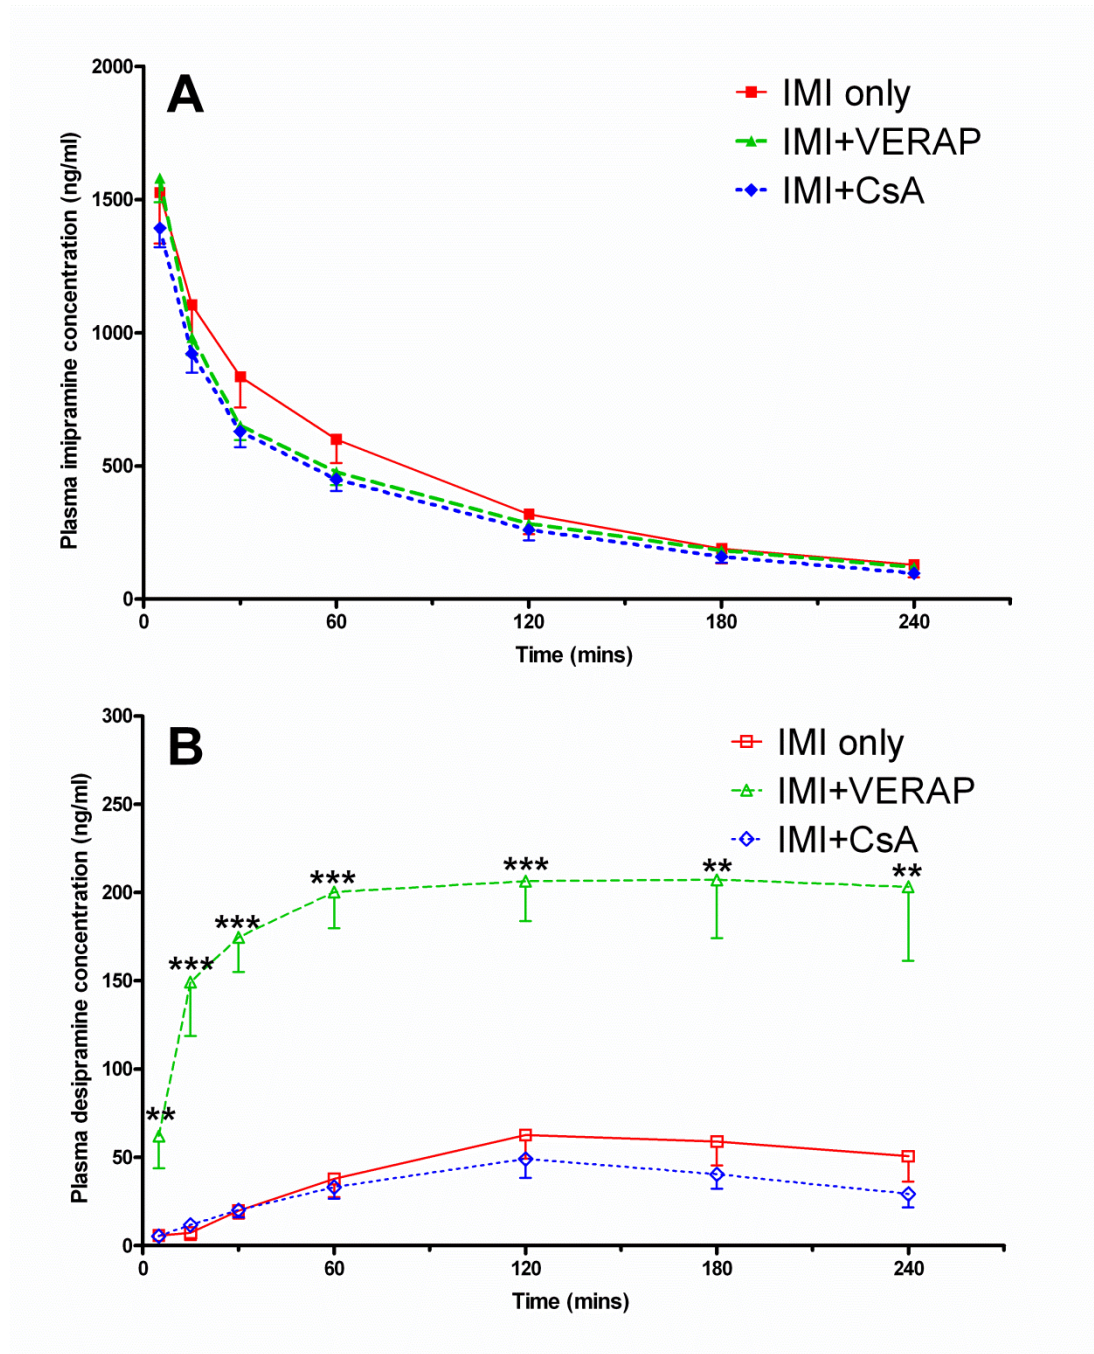 A
IMI only
IMI+VERAP
IMI+CsA
Plasma imipramine concentration (ng/ml)
2000
1500
1000
500
0
0 60 120 180 240
Time (mins)
B
IMI only
IMI+VERAP
IMI+CsA
Plasma desipramine concentration (ng/ml)
300
250
200
150
100
50
0
** *** *** *** *** ** **
0 60 120 180 240
Time (mins)